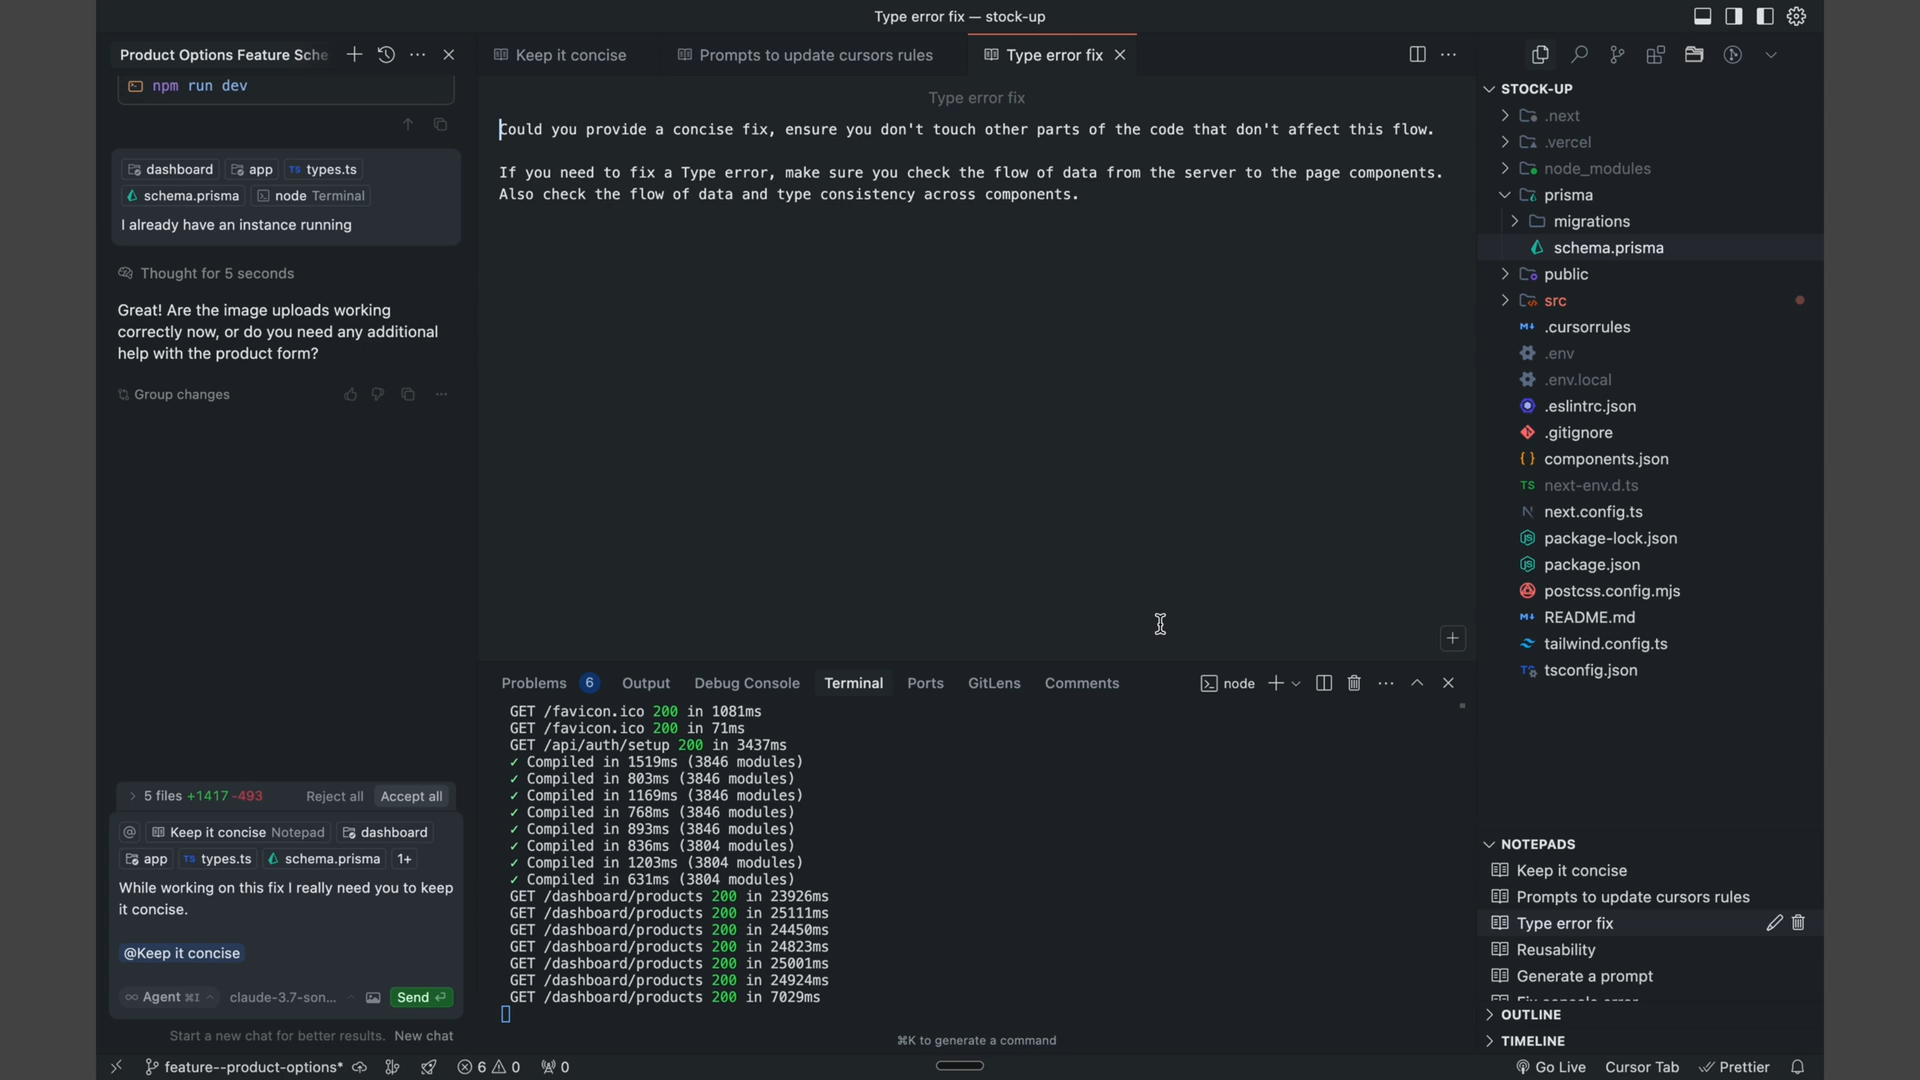 Type error fix — stock-up
Product Options Feature Sche
Keep it concise
Prompts to update cursors rules
Type error fix
npm run dev
dashboard
app
TS types.ts
schema.prisma
node Terminal
I already have an instance running
Thought for 5 seconds
Great! Are the image uploads working
correctly now, or do you need any additional
help with the product form?
Group changes
5 files +1417 -493
Reject all
Accept all
@
Keep it concise Notepad
dashboard
app
TS types.ts
schema.prisma
1+
While working on this fix I really need you to keep
it concise.
@Keep it concise
Agent ⌘I
claude-3.7-son...
Send
Start a new chat for better results. New chat
Type error fix
Could you provide a concise fix, ensure you don't touch other parts of the code that don't affect this flow.
If you need to fix a Type error, make sure you check the flow of data from the server to the page components.
Also check the flow of data and type consistency across components.
Problems 6
Output
Debug Console
Terminal
Ports
GitLens
Comments
node
GET /favicon.ico 200 in 1081ms
GET /favicon.ico 200 in 71ms
GET /api/auth/setup 200 in 3437ms
✓ Compiled in 1519ms (3846 modules)
✓ Compiled in 803ms (3846 modules)
✓ Compiled in 1169ms (3846 modules)
✓ Compiled in 768ms (3846 modules)
✓ Compiled in 893ms (3846 modules)
✓ Compiled in 836ms (3804 modules)
✓ Compiled in 1203ms (3804 modules)
✓ Compiled in 631ms (3804 modules)
GET /dashboard/products 200 in 23926ms
GET /dashboard/products 200 in 25111ms
GET /dashboard/products 200 in 24450ms
GET /dashboard/products 200 in 24823ms
GET /dashboard/products 200 in 25001ms
GET /dashboard/products 200 in 24924ms
GET /dashboard/products 200 in 7029ms
⌘K to generate a command
STOCK-UP
.next
.vercel
node_modules
prisma
migrations
schema.prisma
public
src
M↓ .cursorrules
.env
.env.local
.eslintrc.json
.gitignore
{ } components.json
TS next-env.d.ts
N next.config.ts
package-lock.json
package.json
postcss.config.mjs
M↓ README.md
tailwind.config.ts
TS tsconfig.json
NOTEPADS
Keep it concise
Prompts to update cursors rules
Type error fix
Reusability
Generate a prompt
Fix console error
OUTLINE
TIMELINE
feature--product-options*
6
0
0
Go Live
Cursor Tab
Prettier